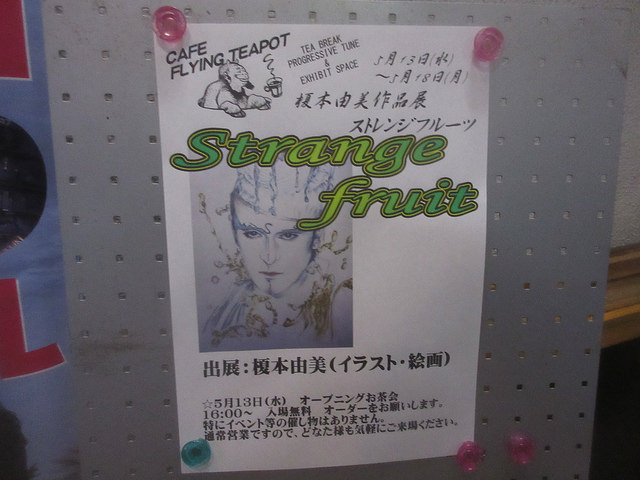 CAFE
FLYING TEAPOT
TEA BREAK
PROGRESSIVE TUNE
&
EXHIBIT SPACE
5月13日(水)
〜5月18日(月)
榎本由美作品展
ストレンジフルーツ
Strange
fruit
出展:榎本由美(イラスト・絵画)
☆5月13日(水) オープニングお茶会
16:00〜 入場無料 オーダーをお願いします。
特にイベント等の催し物はありません。
通常営業ですので、どなた様も気軽にご来場ください。